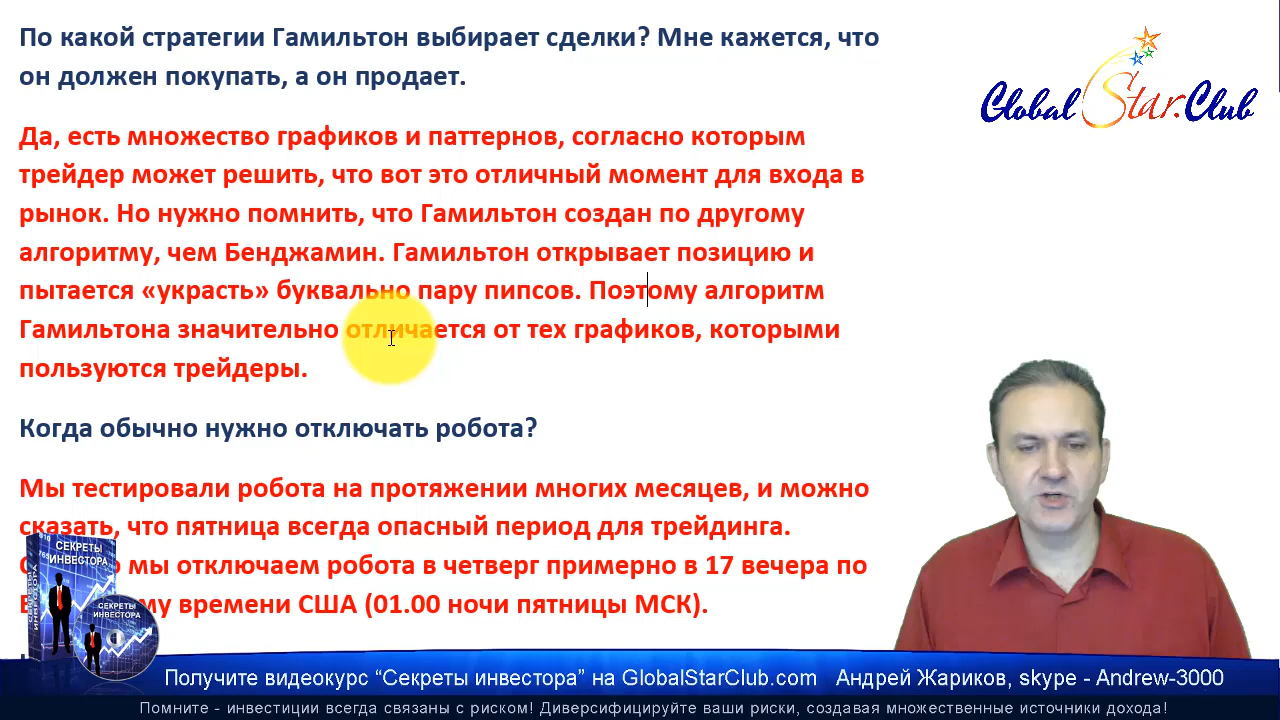 По какой стратегии Гамильтон выбирает сделки? Мне кажется, что
он должен покупать, а он продает.
Global Star.Club
Да, есть множество графиков и паттернов, согласно которым
трейдер может решить, что вот это отличный момент для входа в
рынок. Но нужно помнить, что Гамильтон создан по другому
алгоритму, чем Бенджамин. Гамильтон открывает позицию и
пытается «украсть» буквально пару пипсов. Поэтому алгоритм
Гамильтона значительно отличается от тех графиков, которыми
пользуются трейдеры.
Когда обычно нужно отключать робота?
Мы тестировали робота на протяжении многих месяцев, и можно
сказать, что пятница всегда опасный период для трейдинга.
мы отключаем робота в четверг примерно в 17 вечера по
времени США (01.00 ночи пятницы МСК).
СЕКРЕТЫ
ИНВЕСТОРА
СЕКРЕТЫ ИНВЕСТОРА
СЕКРЕТЫ
ИНВЕСТОРА
Получите видеокурс “Секреты инвестора” на GlobalStarClub.com Андрей Жариков, skype - Andrew-3000
Помните - инвестиции всегда связаны с риском! Диверсифицируйте ваши риски, создавая множественные источники дохода!